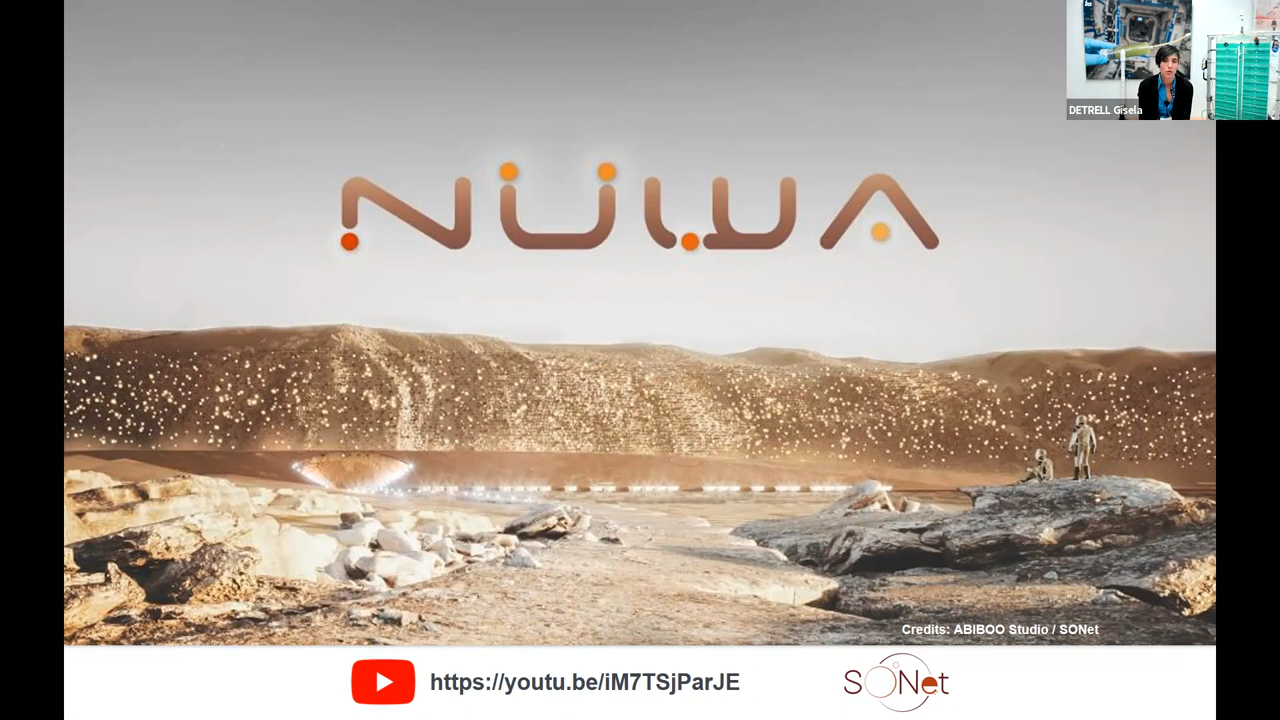 DETRELL Gisela
NÜWA
Credits: ABIBOO Studio / SONet
https://youtu.be/iM7TSjParJE
SONet